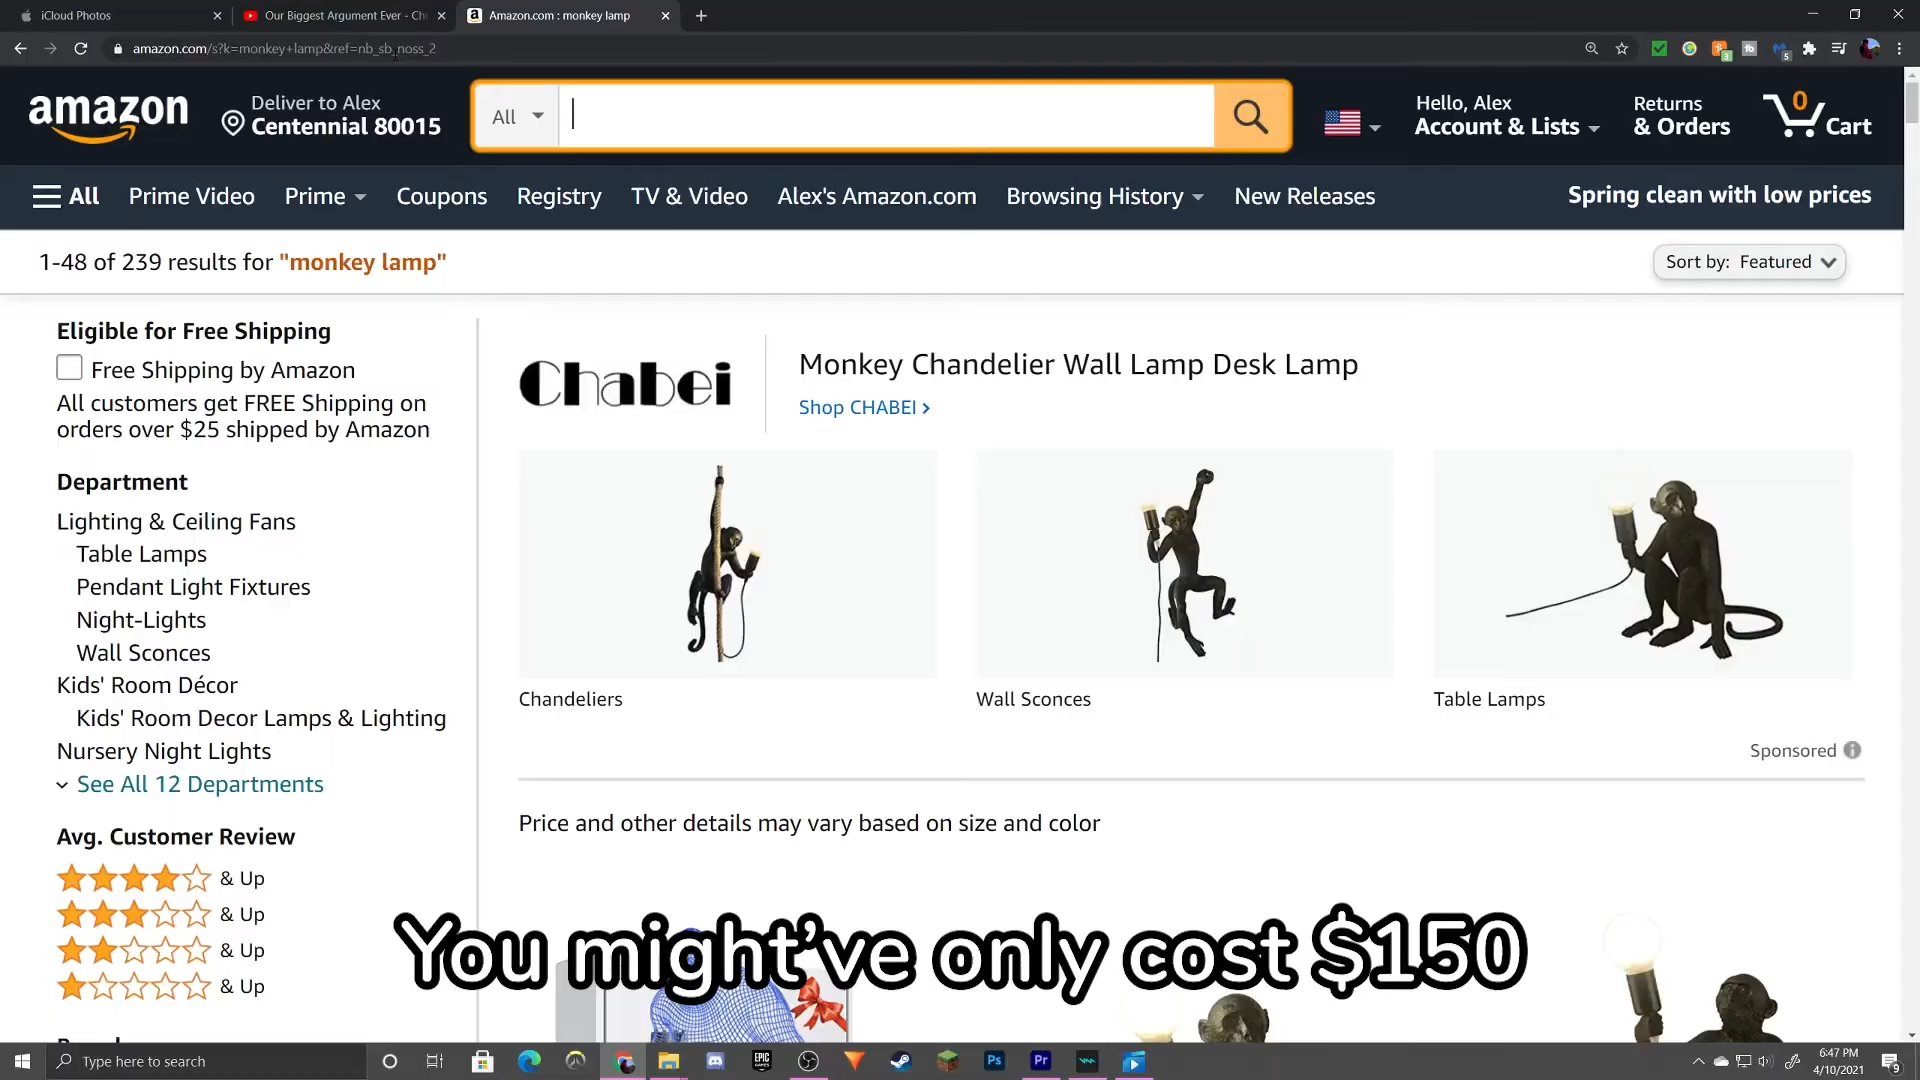 iCloud Photos
Our Biggest Argument Ever - Ch
Amazon.com : monkey lamp
amazon.com/s?k=monkey+lamp&ref=nb_sb_noss_2
amazon
Deliver to Alex
Centennial 80015
All
Hello, Alex
Account & Lists
Returns
& Orders
0
Cart
All
Prime Video
Prime
Coupons
Registry
TV & Video
Alex's Amazon.com
Browsing History
New Releases
Spring clean with low prices
1-48 of 239 results for "monkey lamp"
Sort by: Featured
Eligible for Free Shipping
Free Shipping by Amazon
All customers get FREE Shipping on
orders over $25 shipped by Amazon
Department
Lighting & Ceiling Fans
Table Lamps
Pendant Light Fixtures
Night-Lights
Wall Sconces
Kids' Room Décor
Kids' Room Decor Lamps & Lighting
Nursery Night Lights
See All 12 Departments
Avg. Customer Review
& Up
& Up
& Up
& Up
Chabei
Monkey Chandelier Wall Lamp Desk Lamp
Shop CHABEI ›
Chandeliers
Wall Sconces
Table Lamps
Sponsored
Price and other details may vary based on size and color
You might've only cost $150
Type here to search
EPIC GAMES
Ps
Pr
6:47 PM
4/10/2021
9